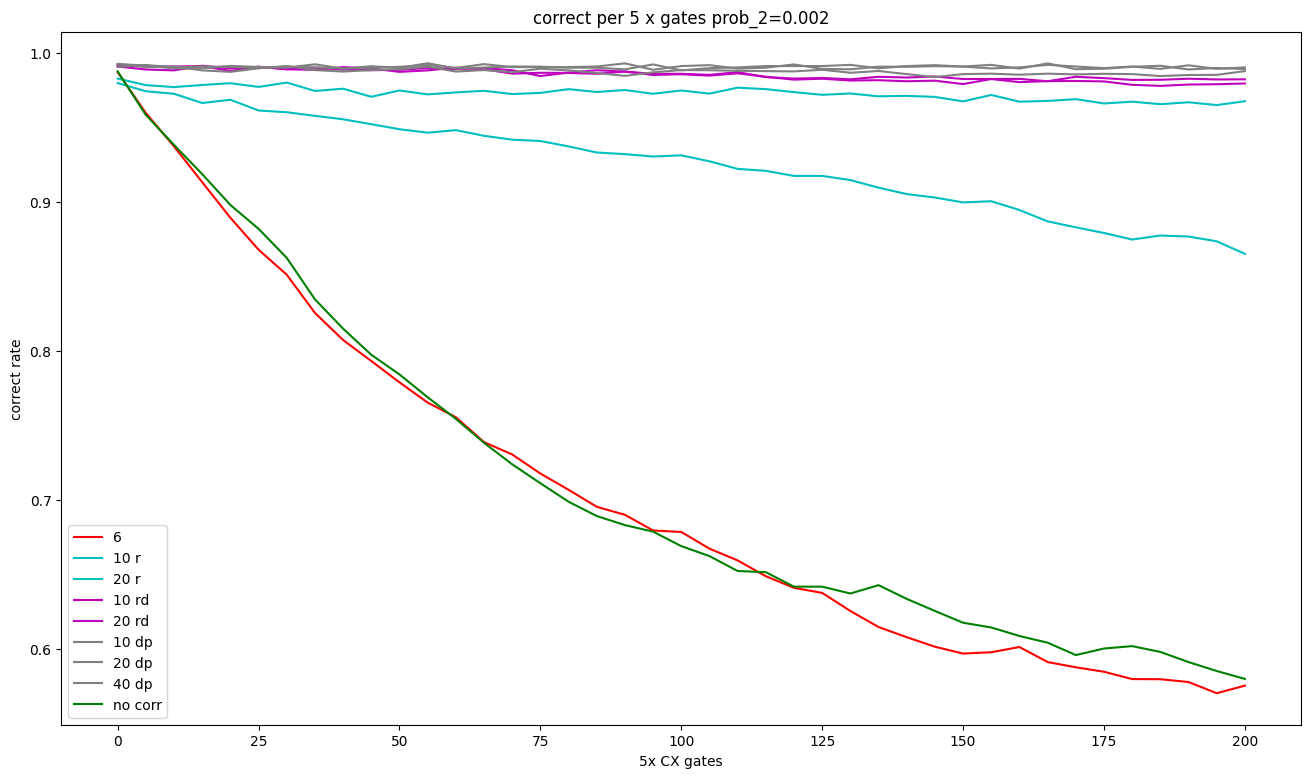 correct per 5 x gates prob_2=0.002
correct rate
1.0
0.9
0.8
0.7
0.6
6
10 r
20 r
10 rd
20 rd
10 dp
20 dp
40 dp
no corr
0 25 50 75 100 125 150 175 200
5x CX gates